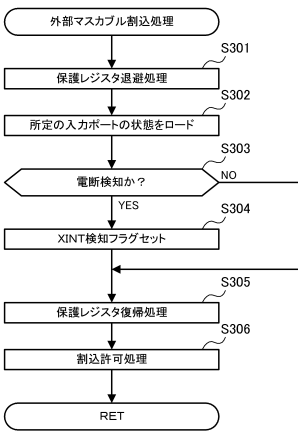 外部マスカブル割込処理
S301
保護レジスタ退避処理
S302
所定の入力ポートの状態をロード
S303
電断検知か？
NO
YES
S304
XINT検知フラグセット
S305
保護レジスタ復帰処理
S306
割込許可処理
RET